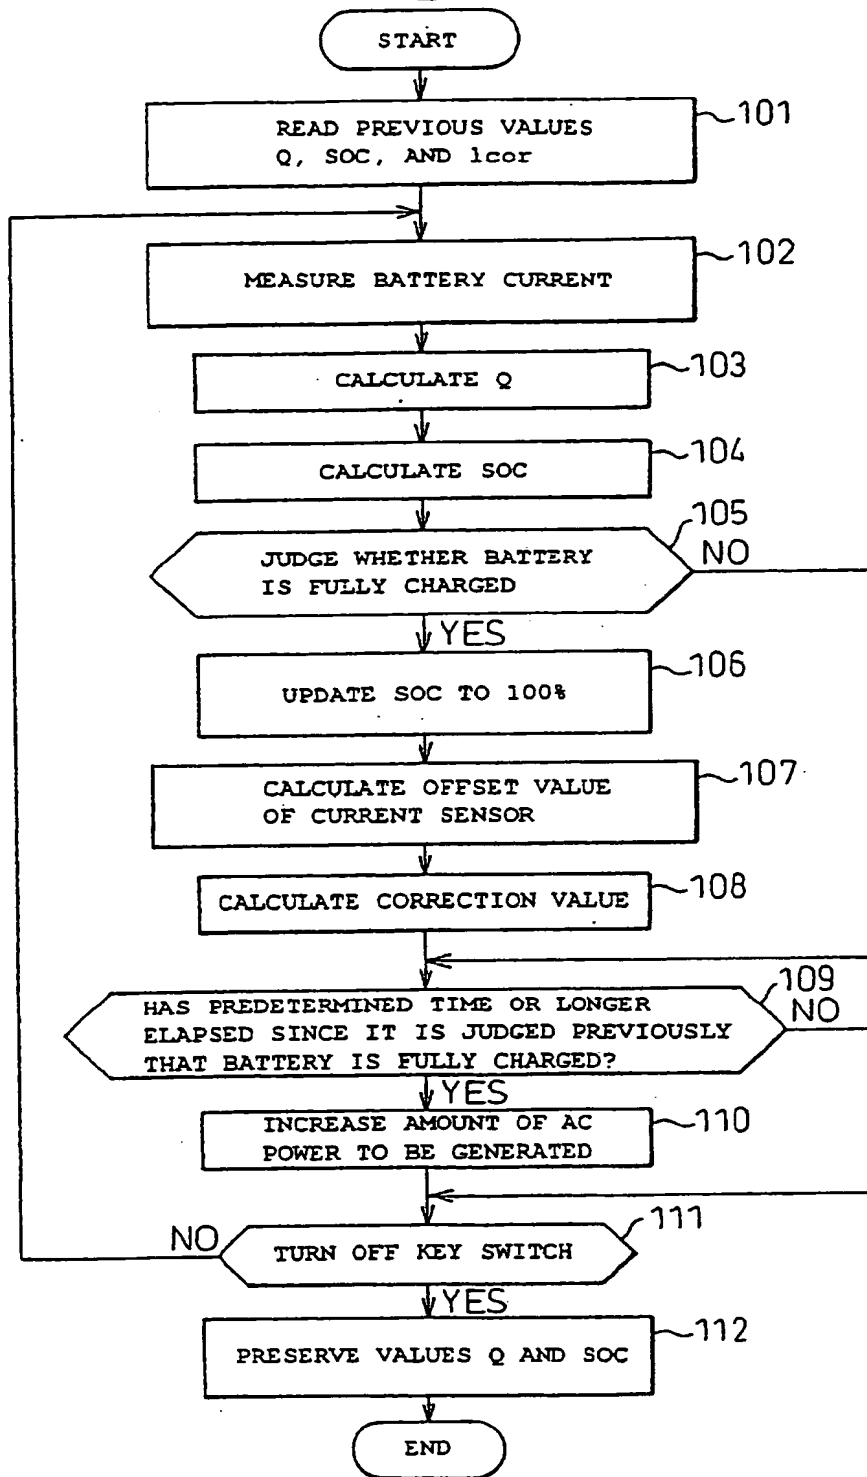 START
READ PREVIOUS VALUES
Q, SOC, AND Icor
101
MEASURE BATTERY CURRENT
102
CALCULATE Q
103
CALCULATE SOC
104
JUDGE WHETHER BATTERY
IS FULLY CHARGED
105
NO
YES
UPDATE SOC TO 100%
106
CALCULATE OFFSET VALUE
OF CURRENT SENSOR
107
CALCULATE CORRECTION VALUE
108
HAS PREDETERMINED TIME OR LONGER
ELAPSED SINCE IT IS JUDGED PREVIOUSLY
THAT BATTERY IS FULLY CHARGED?
109
NO
YES
INCREASE AMOUNT OF AC
POWER TO BE GENERATED
110
NO
TURN OFF KEY SWITCH
111
YES
PRESERVE VALUES Q AND SOC
112
END